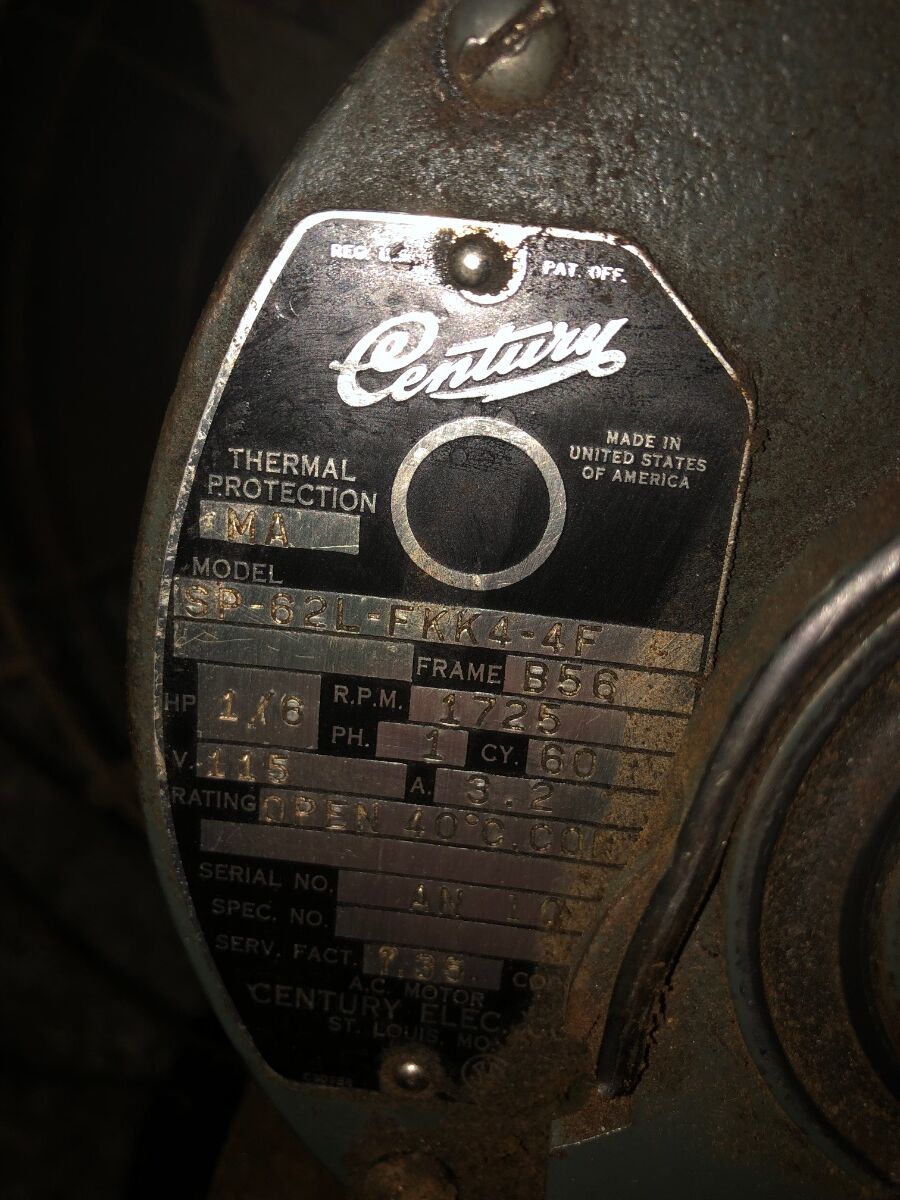 REG. U.S. PAT. OFF.
Century
MADE IN
UNITED STATES
OF AMERICA
THERMAL
PROTECTION
MA
MODEL
SP-62L-FKK4-4F
FRAME B56
HP 1/6 R.P.M. 1725
PH. 1 CY. 60
V. 115 A. 3.2
RATING OPEN 40°C. CO
SERIAL NO. AN 10
SPEC. NO.
SERV. FACT. .35
A.C. MOTOR
CENTURY ELEC.
ST. LOUIS, MO.